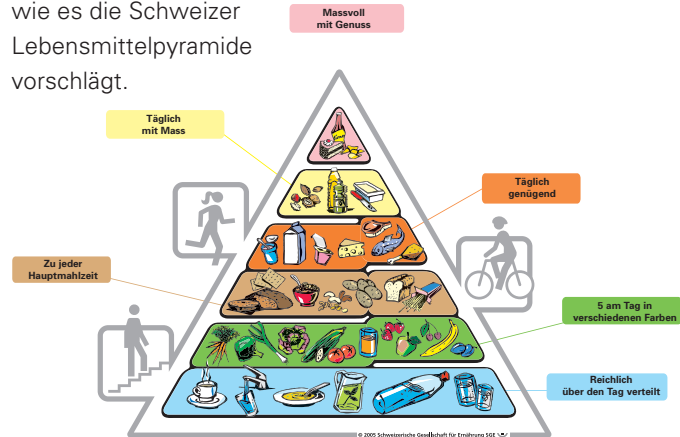 wie es die Schweizer
Lebensmittelpyramide
vorschlägt.
Massvoll
mit Genuss
Täglich
mit Mass
Täglich
genügend
Zu jeder
Hauptmahlzeit
5 am Tag in
verschiedenen Farben
Reichlich
über den Tag verteilt
© 2005 Schweizerische Gesellschaft für Ernährung SGE